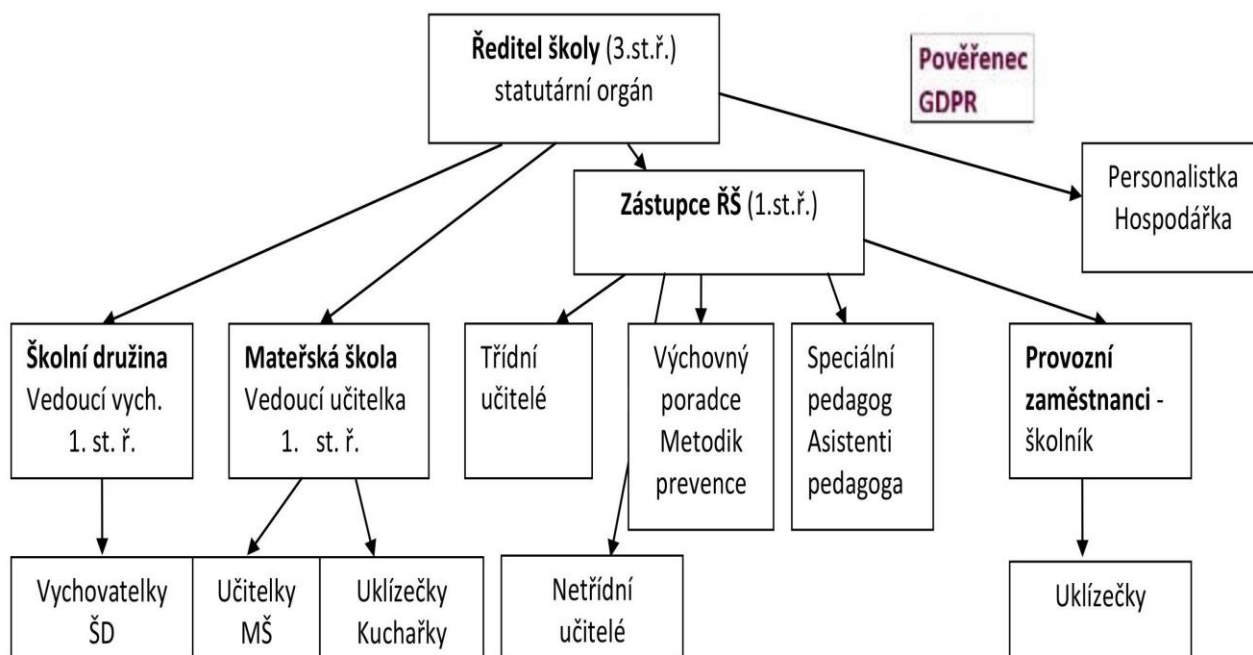 Ředitel školy (3.st.ř.)
statutární orgán
Pověřenec
GDPR
Personalistka
Hospodářka
Zástupce ŘŠ (1.st.ř.)
Školní družina
Vedoucí vych.
1. st. ř.
Mateřská škola
Vedoucí učitelka
1. st. ř.
Třídní
učitelé
Výchovný
poradce
Metodik
prevence
Speciální
pedagog
Asistenti
pedagoga
Provozní
zaměstnanci -
školník
Vychovatelky
ŠD
Učitelky
MŠ
Uklízečky
Kuchařky
Netřídní
učitelé
Uklízečky